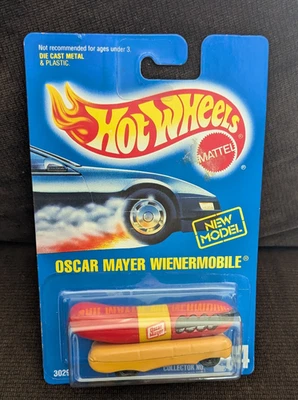 Not recommended for ages under 3.
DIE CAST METAL
& PLASTIC.
HOT WHEELS®
MATTEL
NEW
MODEL
OSCAR MAYER WIENERMOBILE®
COLLECTOR NO.